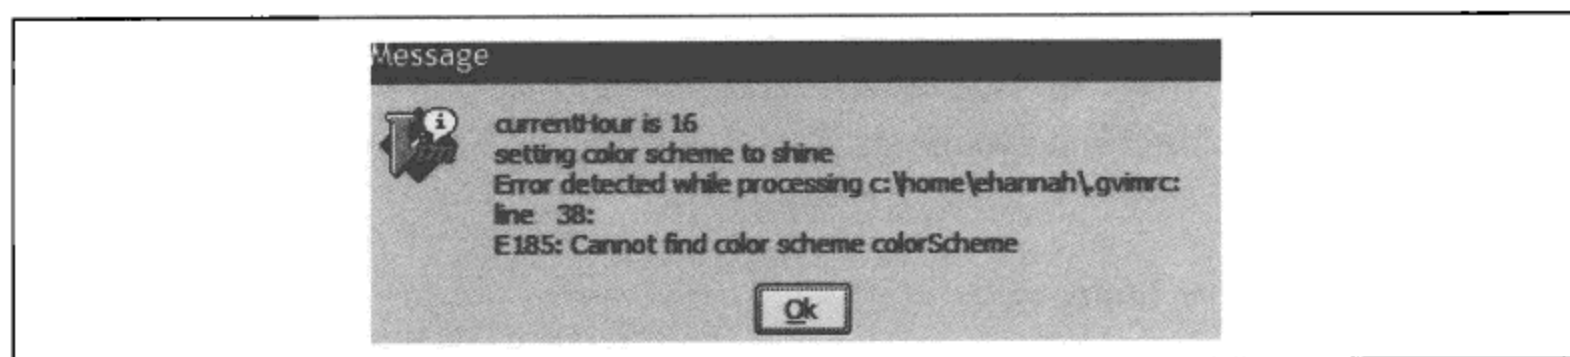 Message
currentHour is 16
setting color scheme to shine
Error detected while processing c:\home\ehannah\.gvimrc:
line 38:
E185: Cannot find color scheme colorScheme
Ok